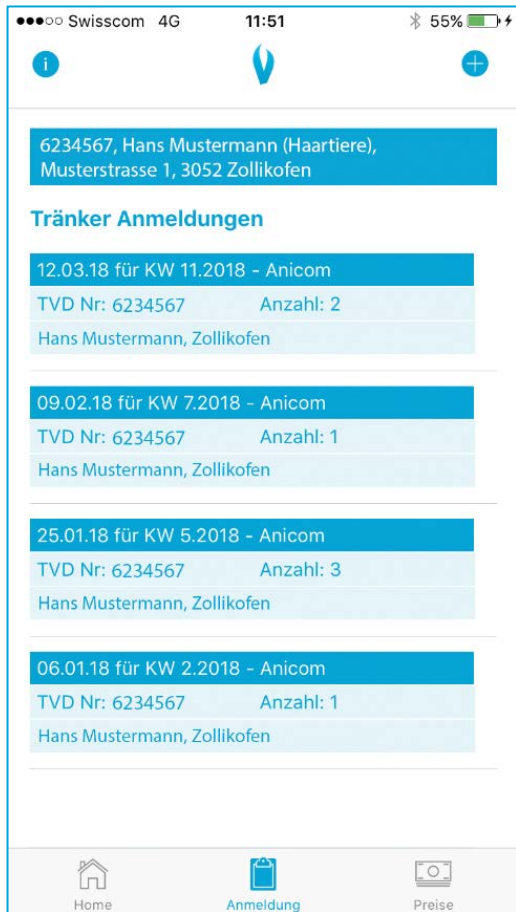 Swisscom 4G 11:51 55%
i
6234567, Hans Mustermann (Haartiere),
Musterstrasse 1, 3052 Zollikofen
Tränker Anmeldungen
12.03.18 für KW 11.2018 - Anicom
TVD Nr: 6234567 Anzahl: 2
Hans Mustermann, Zollikofen
09.02.18 für KW 7.2018 - Anicom
TVD Nr: 6234567 Anzahl: 1
Hans Mustermann, Zollikofen
25.01.18 für KW 5.2018 - Anicom
TVD Nr: 6234567 Anzahl: 3
Hans Mustermann, Zollikofen
06.01.18 für KW 2.2018 - Anicom
TVD Nr: 6234567 Anzahl: 1
Hans Mustermann, Zollikofen
Home Anmeldung Preise